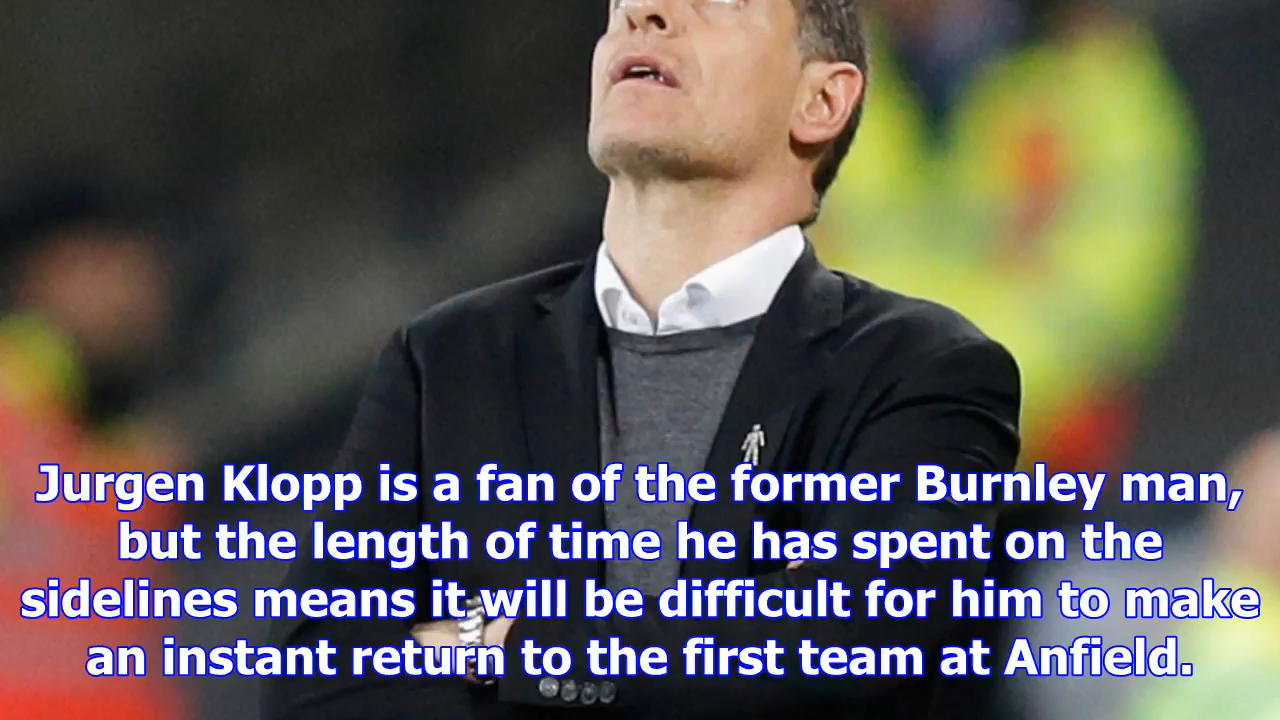 Jurgen Klopp is a fan of the former Burnley man,
but the length of time he has spent on the
sidelines means it will be difficult for him to make
an instant return to the first team at Anfield.